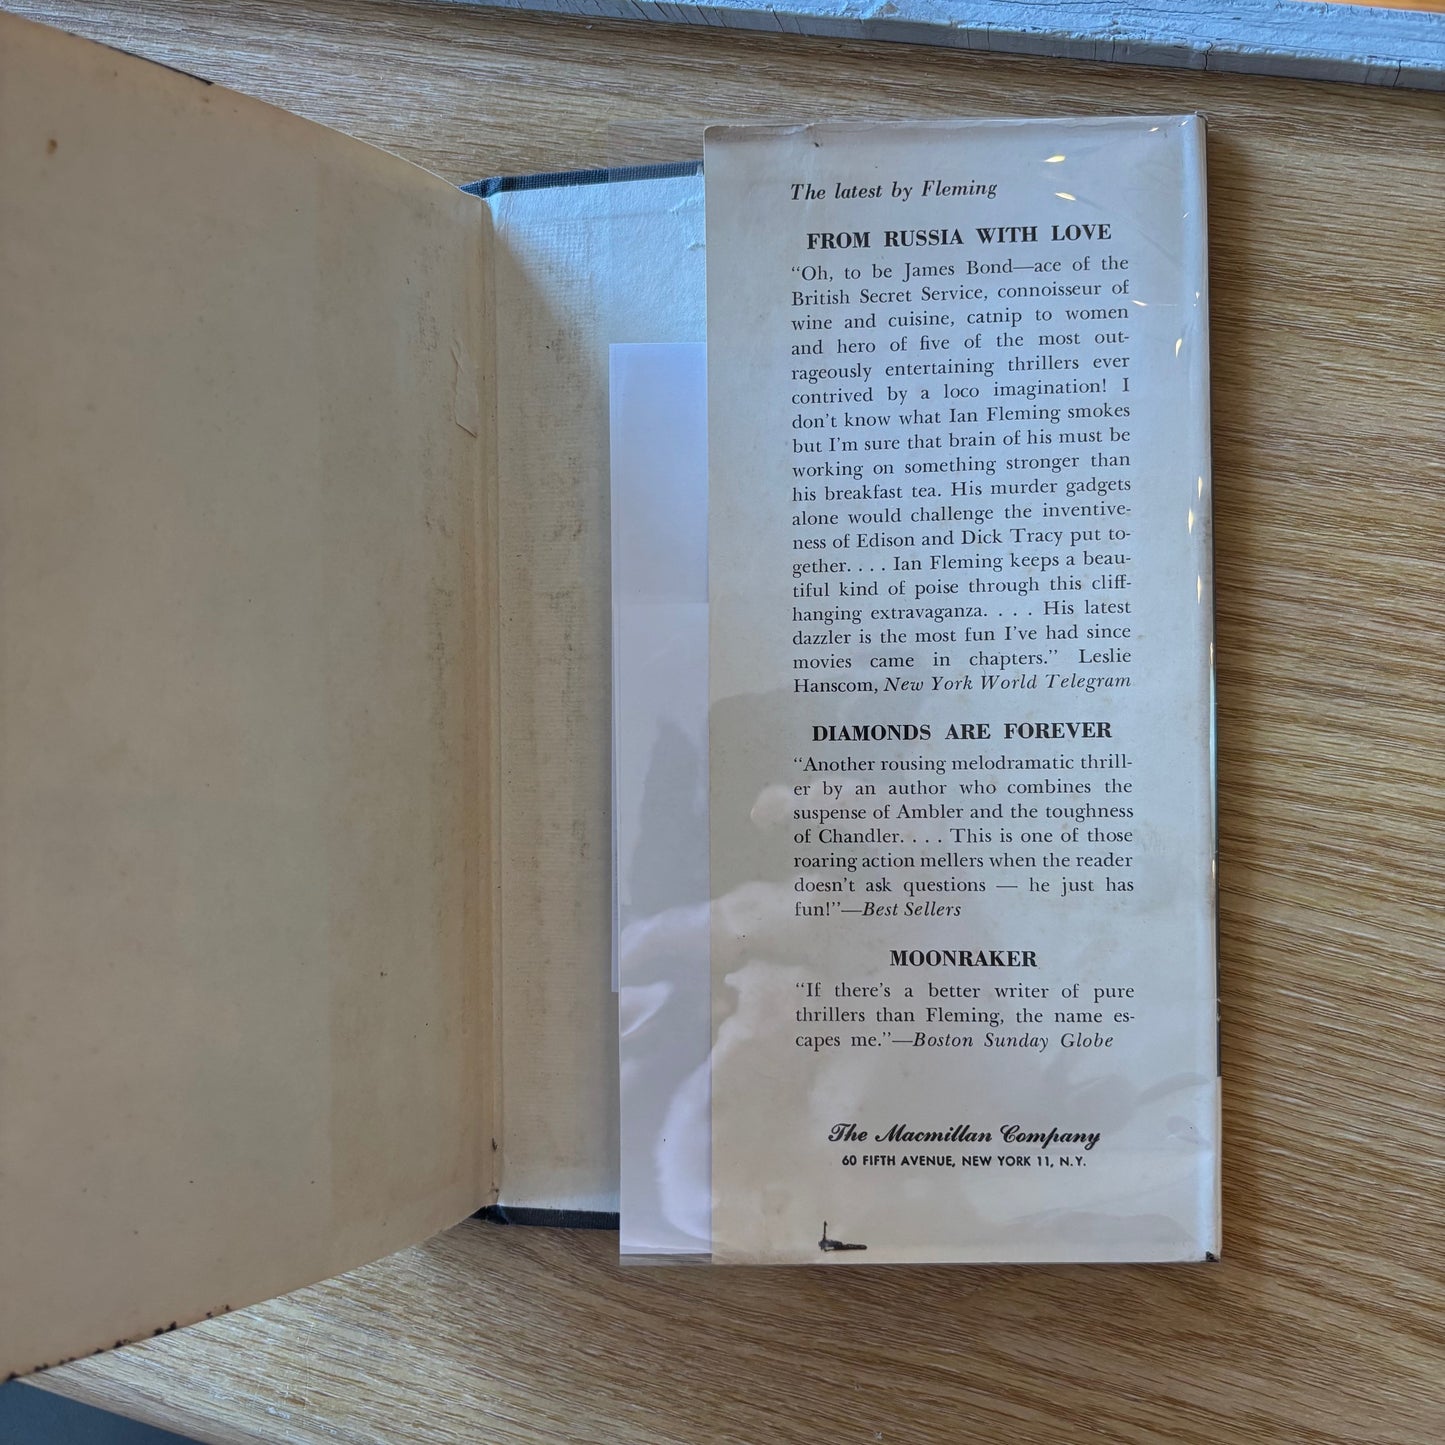 The latest by Fleming
FROM RUSSIA WITH LOVE
“Oh, to be James Bond—ace of the
British Secret Service, connoisseur of
wine and cuisine, catnip to women
and hero of five of the most out-
rageously entertaining thrillers ever
contrived by a loco imagination! I
don’t know what Ian Fleming smokes
but I’m sure that brain of his must be
working on something stronger than
his breakfast tea. His murder gadgets
alone would challenge the inventive-
ness of Edison and Dick Tracy put to-
gether. . . . Ian Fleming keeps a beau-
tiful kind of poise through this cliff-
hanging extravaganza. . . . His latest
dazzler is the most fun I’ve had since
movies came in chapters.” Leslie
Hanscom, New York World Telegram
DIAMONDS ARE FOREVER
“Another rousing melodramatic thrill-
er by an author who combines the
suspense of Ambler and the toughness
of Chandler. . . . This is one of those
roaring action mellers when the reader
doesn’t ask questions — he just has
fun!”—Best Sellers
MOONRAKER
“If there’s a better writer of pure
thrillers than Fleming, the name es-
capes me.”—Boston Sunday Globe
The Macmillan Company
60 FIFTH AVENUE, NEW YORK 11, N.Y.